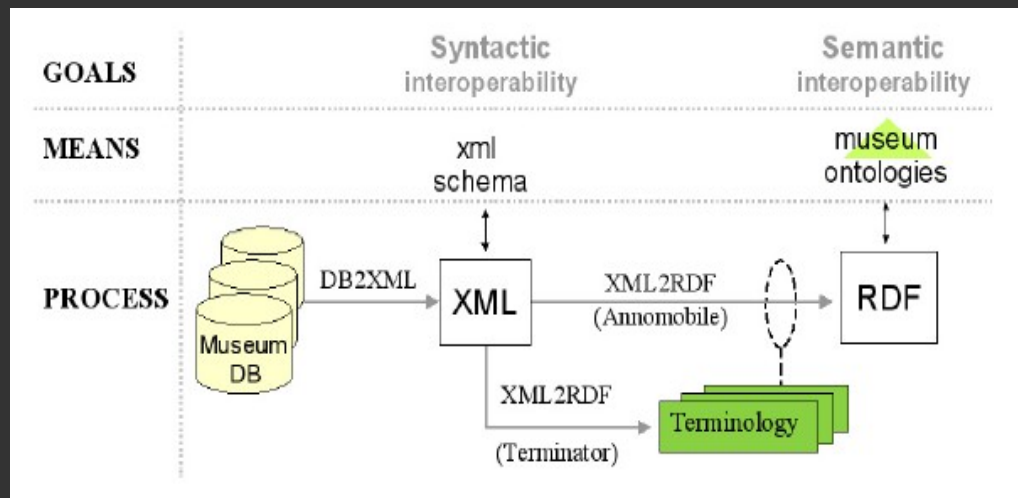 GOALS
Syntactic
interoperability
Semantic
interoperability
MEANS
xml
schema
museum
ontologies
PROCESS
Museum
DB
DB2XML
XML
XML2RDF
(Annomobile)
RDF
XML2RDF
(Terminator)
Terminology